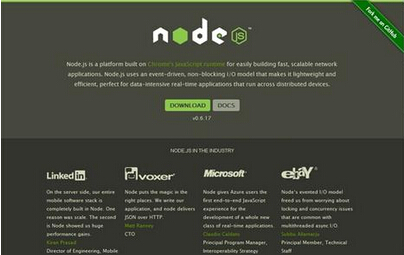 Fork me on GitHub
node JS ™
Node.js is a platform built on Chrome's JavaScript runtime for easily building fast, scalable network
applications. Node.js uses an event-driven, non-blocking I/O model that makes it lightweight and
efficient, perfect for data-intensive real-time applications that run across distributed devices.
DOWNLOAD DOCS
v0.6.17
NODE.JS IN THE INDUSTRY
Linked in
On the server side, our entire
mobile software stack is
completely built in Node. One
reason was scale. The second
is Node showed us huge
performance gains.
Kiran Prasad
Director of Engineering, Mobile
voxer™
Node puts the magic in the
right places. We write our
application, and node delivers
JSON over HTTP.
Matt Ranney
CTO
Microsoft®
Node gives Azure users the
first end-to-end JavaScript
experience for the
development of a whole new
class of real-time applications.
Claudio Caldato
Principal Program Manager,
Interoperability Strategy
ebay®
Node's evented I/O model
freed us from worrying about
locking and concurrency issues
that are common with
multithreaded async I/O.
Subbu Allamaraju
Principal Member, Technical
Staff